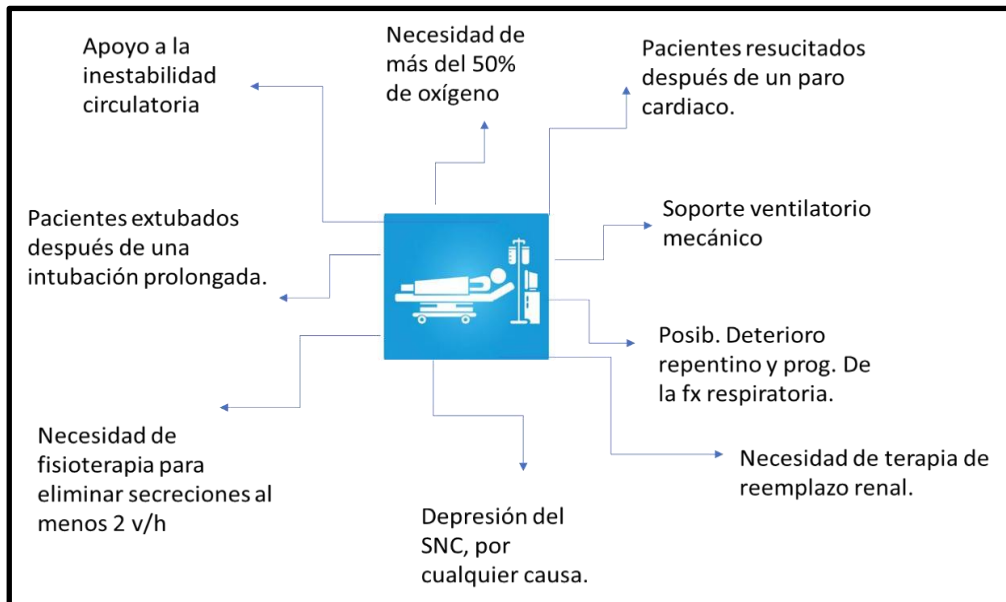 Apoyo a la
inestabilidad
circulatoria
Necesidad de
más del 50%
de oxígeno
Pacientes resucitados
después de un paro
cardiaco.
Pacientes extubados
después de una
intubación prolongada.
Soporte ventilatorio
mecánico
Posib. Deterioro
repentino y prog. De
la fx respiratoria.
Necesidad de
fisioterapia para
eliminar secreciones al
menos 2 v/h
Depresión del
SNC, por
cualquier causa.
Necesidad de terapia de
reemplazo renal.